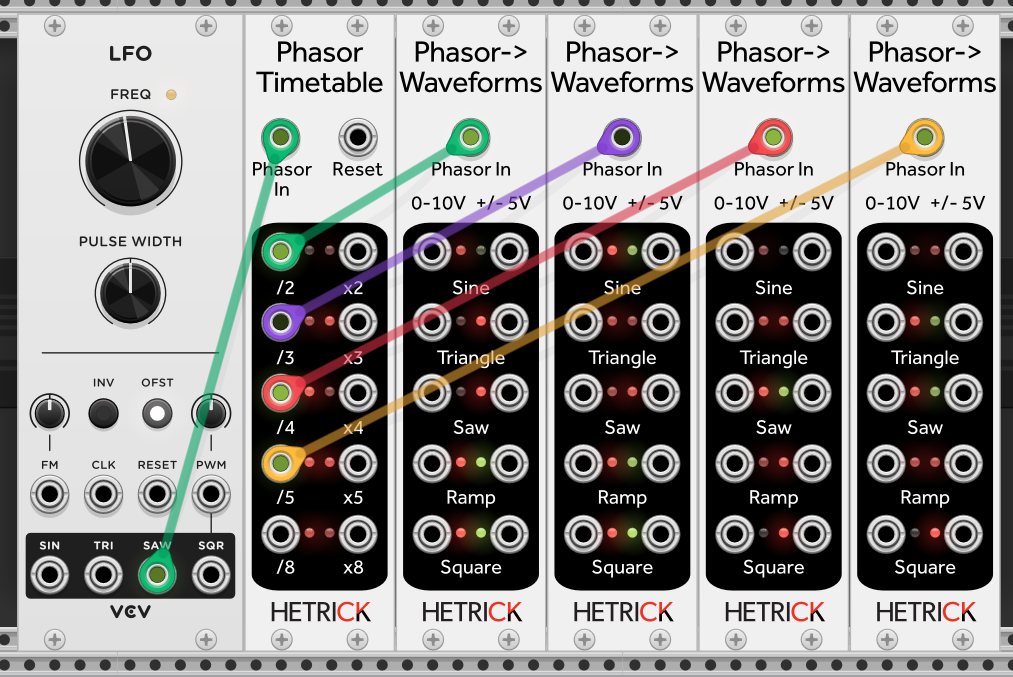 LFO
FREQ
PULSE WIDTH
INV OFST
FM CLK RESET PWM
SIN TRI SAW SQR
VCV
Phasor
Timetable
Phasor In
Reset
/2 x2
/3 x3
/4 x4
/5 x5
/8 x8
HETRICK
Phasor->
Waveforms
Phasor In
0-10V +/- 5V
Sine
Triangle
Saw
Ramp
Square
HETRICK
Phasor->
Waveforms
Phasor In
0-10V +/- 5V
Sine
Triangle
Saw
Ramp
Square
HETRICK
Phasor->
Waveforms
Phasor In
0-10V +/- 5V
Sine
Triangle
Saw
Ramp
Square
HETRICK
Phasor->
Waveforms
Phasor In
0-10V +/- 5V
Sine
Triangle
Saw
Ramp
Square
HETRICK